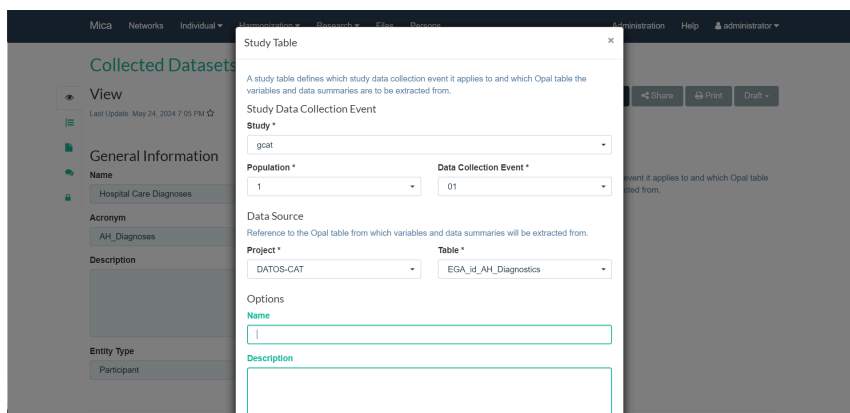 Mica Networks Individual Harmonization Research Files Persons Administration Help administrator
Study Table ×
Collected Datasets
A study table defines which study data collection event it applies to and which Opal table the
variables and data summaries are to be extracted from.
View
Share Print Draft
Last Update: May 24, 2024 7:05 PM
Study Data Collection Event
Study *
gcat
General Information
Population * Data Collection Event *
Name
event it applies to and which Opal table
1 01
Hospital Care Diagnoses
from.
Acronym
Data Source
AH_Diagnoses
Reference to the Opal table from which variables and data summaries will be extracted from.
Project * Table *
Description
DATOS-CAT EGA_id_AH_Diagnostics
Options
Name
Entity Type
Description
Participant